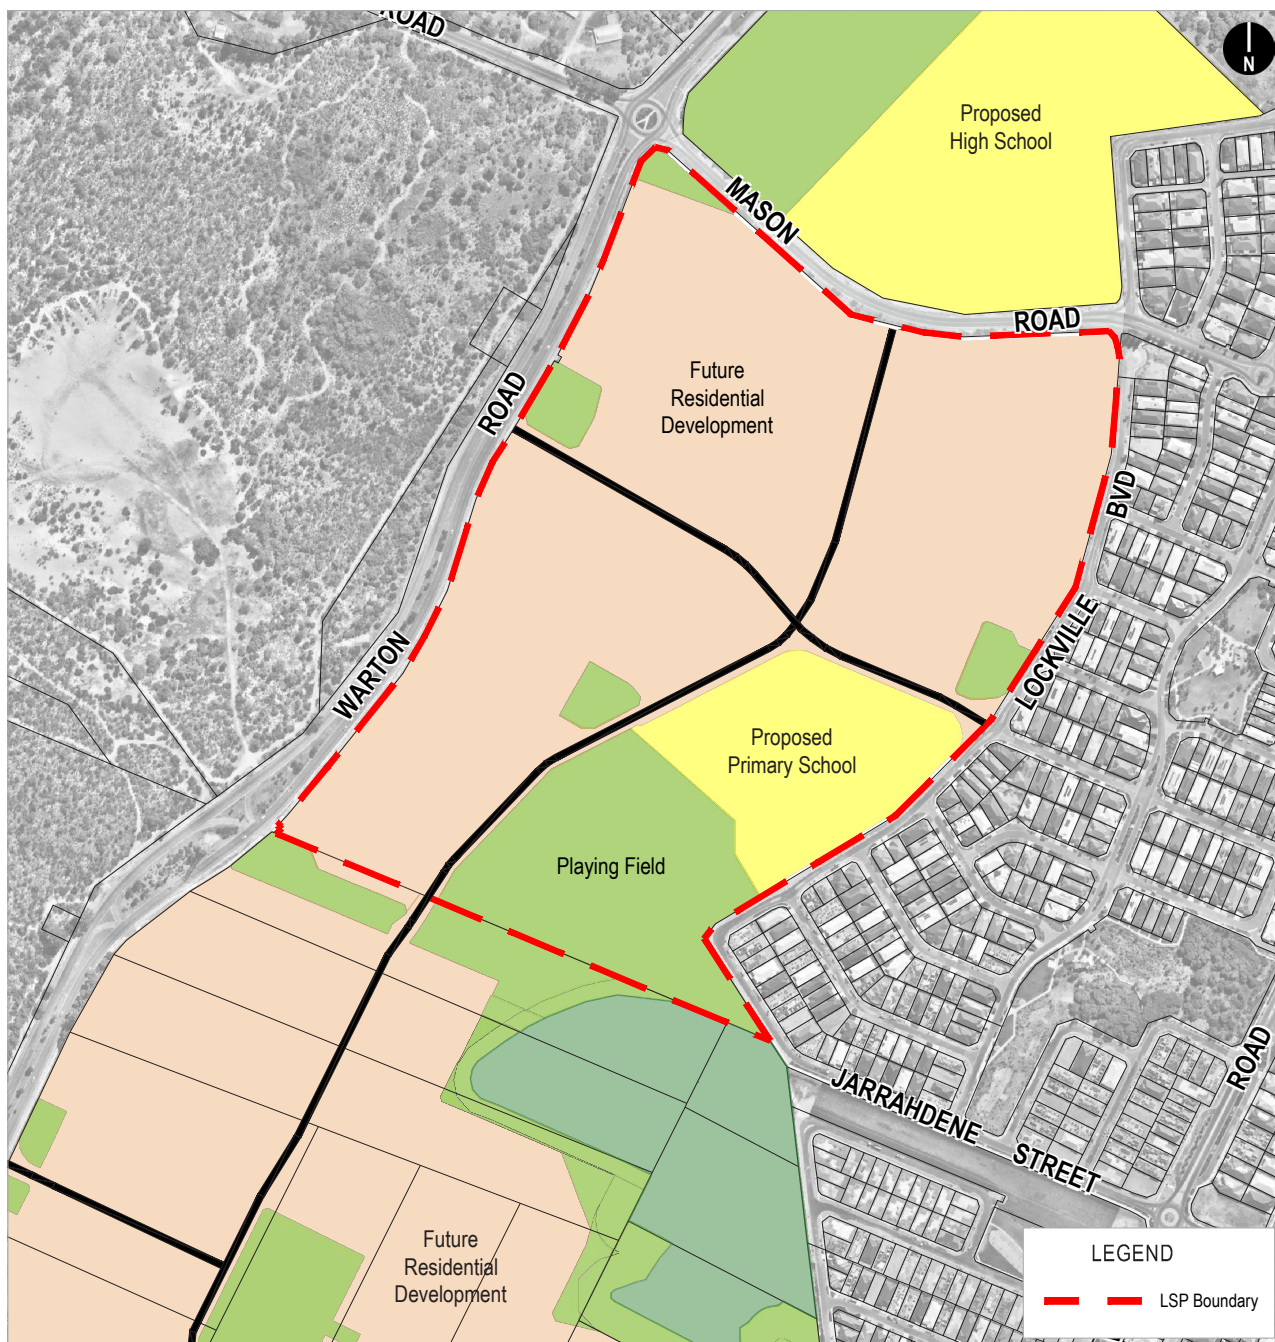 ROAD
N
Proposed
High School
MASON
ROAD
Future
Residential
Development
ROAD
BVD
LOCKVILLE
WARTON
Proposed
Primary School
Playing Field
JARRAHDENE
STREET
ROAD
Future
Residential
Development
LEGEND
LSP Boundary